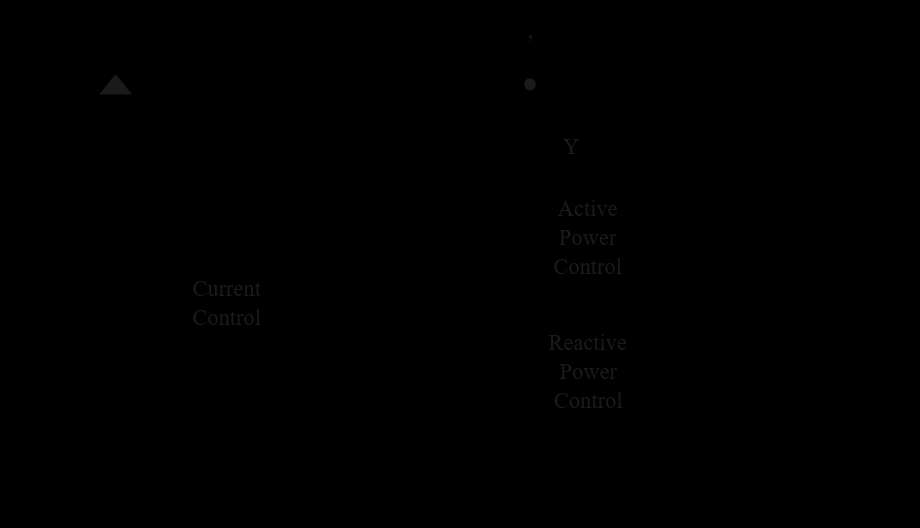 Y
Active
Power
Control
Current
Control
Reactive
Power
Control